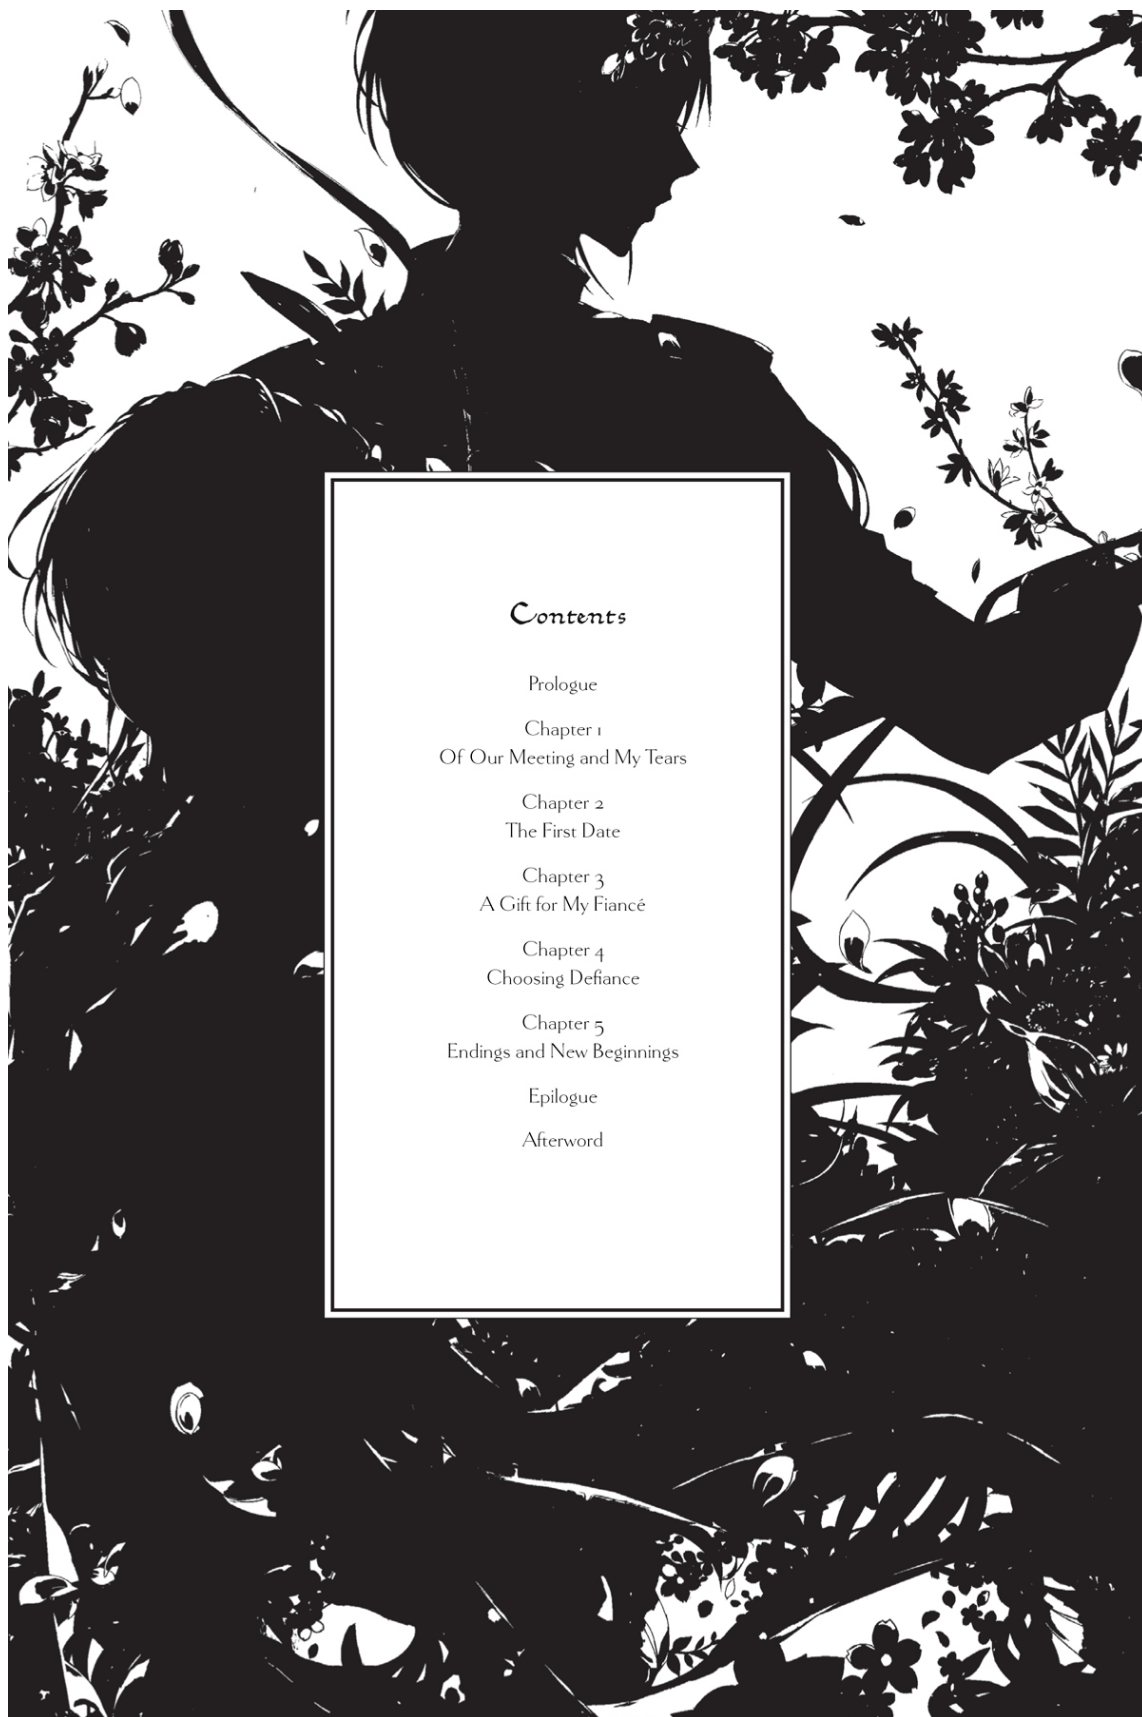 Contents
Prologue
Chapter 1
Of Our Meeting and My Tears
Chapter 2
The First Date
Chapter 3
A Gift for My Fiancé
Chapter 4
Choosing Defiance
Chapter 5
Endings and New Beginnings
Epilogue
Afterword